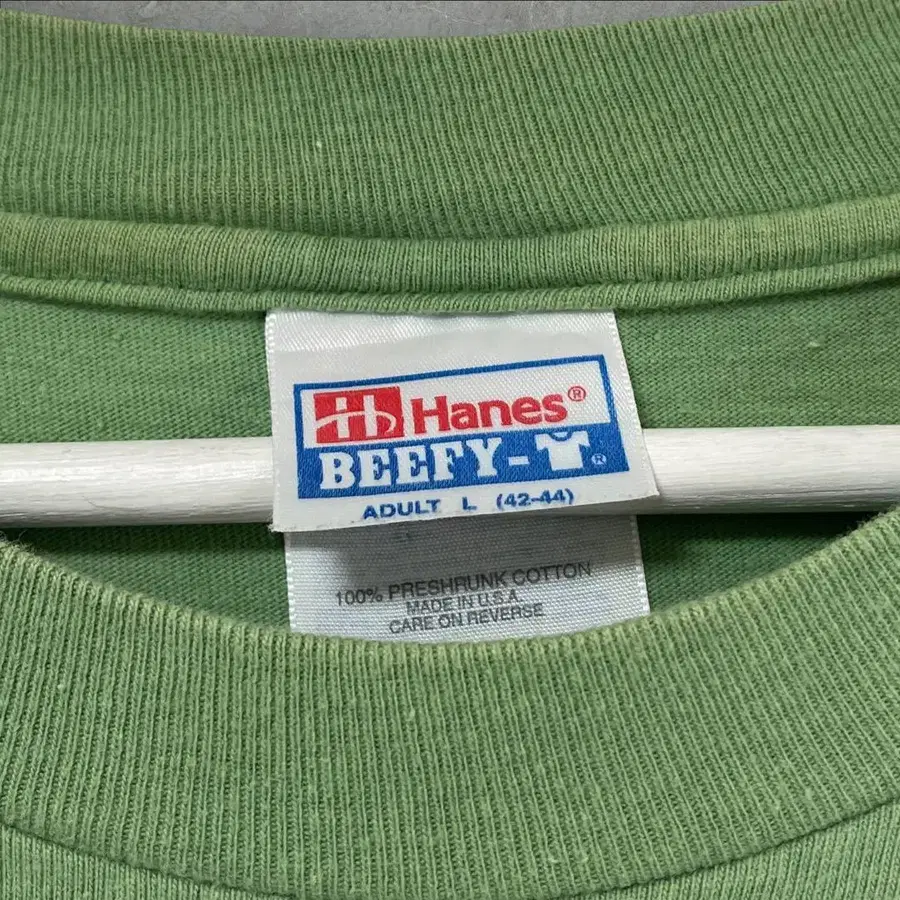 Hanes®
BEEFY-T®
ADULT L (42-44)
100% PRESHRUNK COTTON
MADE IN U.S.A.
CARE ON REVERSE